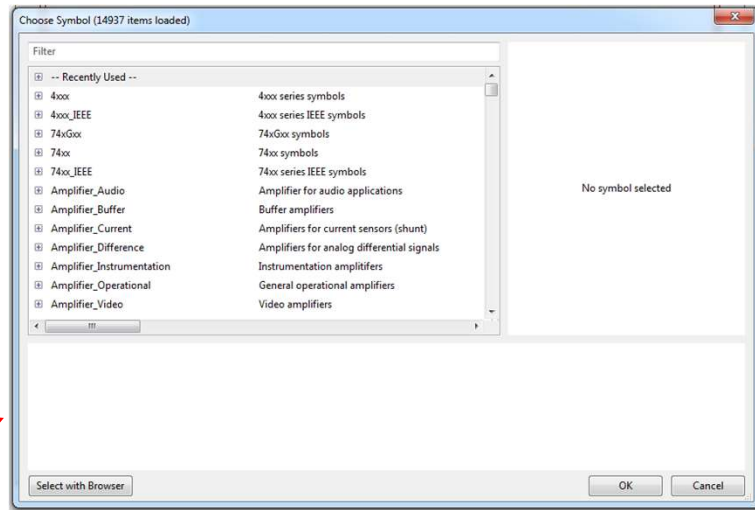 Choose Symbol (14937 items loaded)
Filter
-- Recently Used --
4xxx 4xxx series symbols
4xxx_IEEE 4xxx series IEEE symbols
74xGxx 74xGxx symbols
74xx 74xx symbols
74xx_IEEE 74xx series IEEE symbols
Amplifier_Audio Amplifier for audio applications
Amplifier_Buffer Buffer amplifiers
Amplifier_Current Amplifiers for current sensors (shunt)
Amplifier_Difference Amplifiers for analog differential signals
Amplifier_Instrumentation Instrumentation amplitifers
Amplifier_Operational General operational amplifiers
Amplifier_Video Video amplifiers
No symbol selected
Select with Browser
OK Cancel